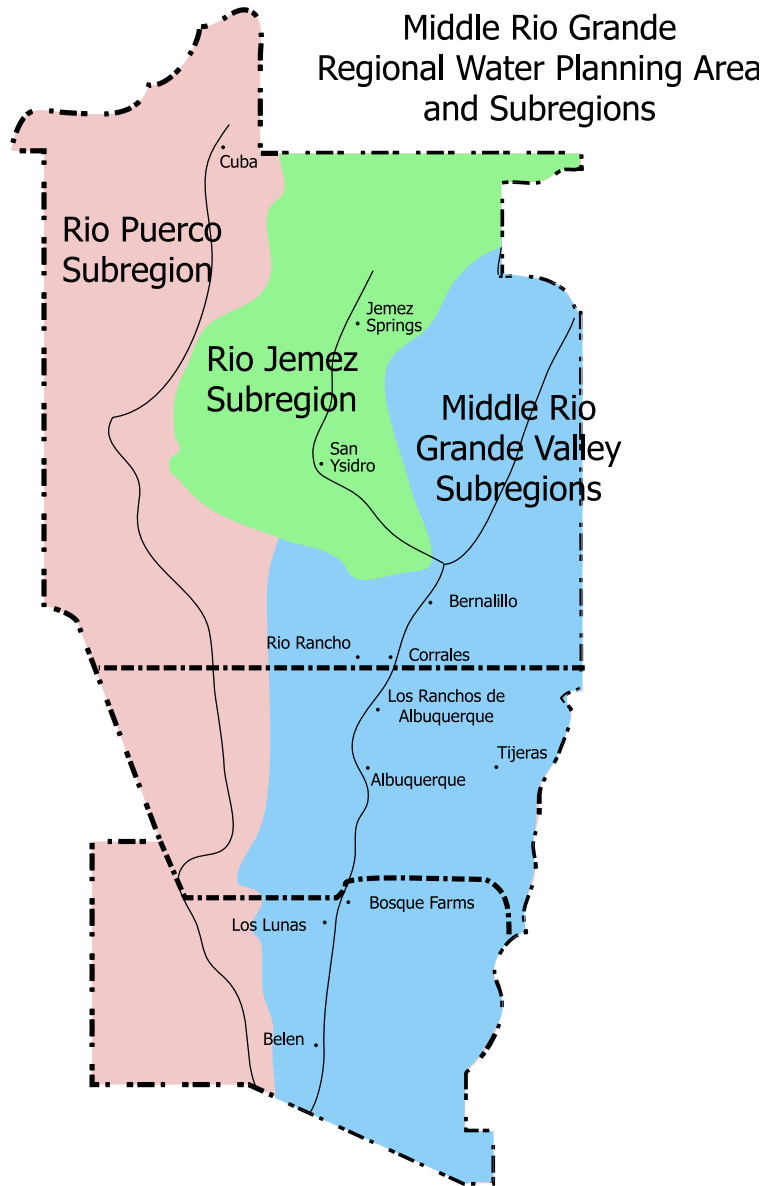 Middle Rio Grande
Regional Water Planning Area
and Subregions
Cuba
Rio Puerco
Subregion
Jemez
Springs
Rio Jemez
Subregion
Middle Rio
Grande Valley
Subregions
San
Ysidro
Bernalillo
Rio Rancho
Corrales
Los Ranchos de
Albuquerque
Tijeras
Albuquerque
Bosque Farms
Los Lunas
Belen